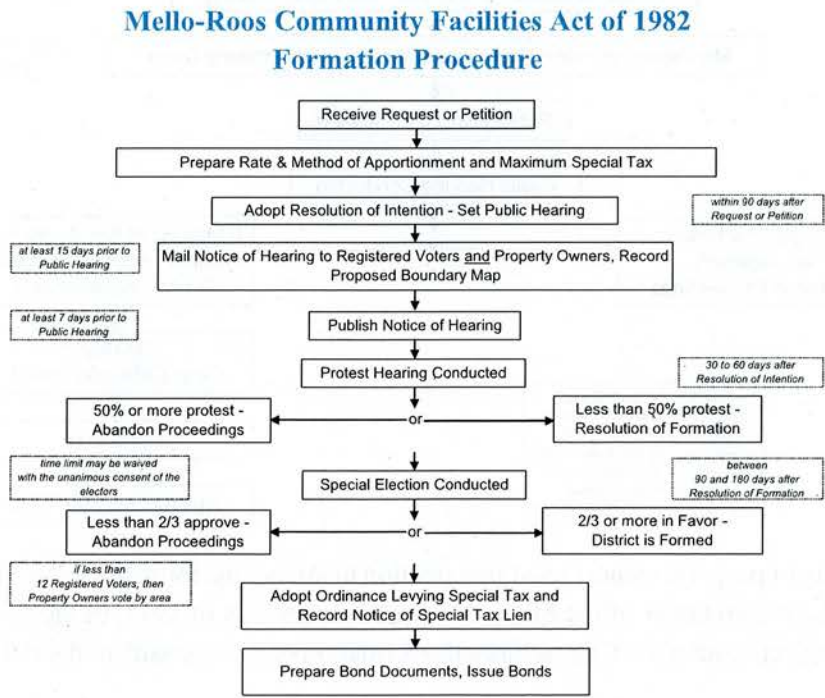 Mello-Roos Community Facilities Act of 1982
Formation Procedure
Receive Request or Petition
Prepare Rate & Method of Apportionment and Maximum Special Tax
Adopt Resolution of Intention - Set Public Hearing
within 90 days after
Request or Petition
at least 15 days prior to
Public Hearing
Mail Notice of Hearing to Registered Voters and Property Owners, Record
Proposed Boundary Map
at least 7 days prior to
Public Hearing
Publish Notice of Hearing
Protest Hearing Conducted
30 to 60 days after
Resolution of Intention
50% or more protest -
Abandon Proceedings
or
Less than 50% protest -
Resolution of Formation
time limit may be waived
with the unanimous consent of the
electors
Special Election Conducted
between
90 and 180 days after
Resolution of Formation
Less than 2/3 approve -
Abandon Proceedings
or
2/3 or more in Favor -
District is Formed
if less than
12 Registered Voters, then
Property Owners vote by area
Adopt Ordinance Levying Special Tax and
Record Notice of Special Tax Lien
Prepare Bond Documents, Issue Bonds